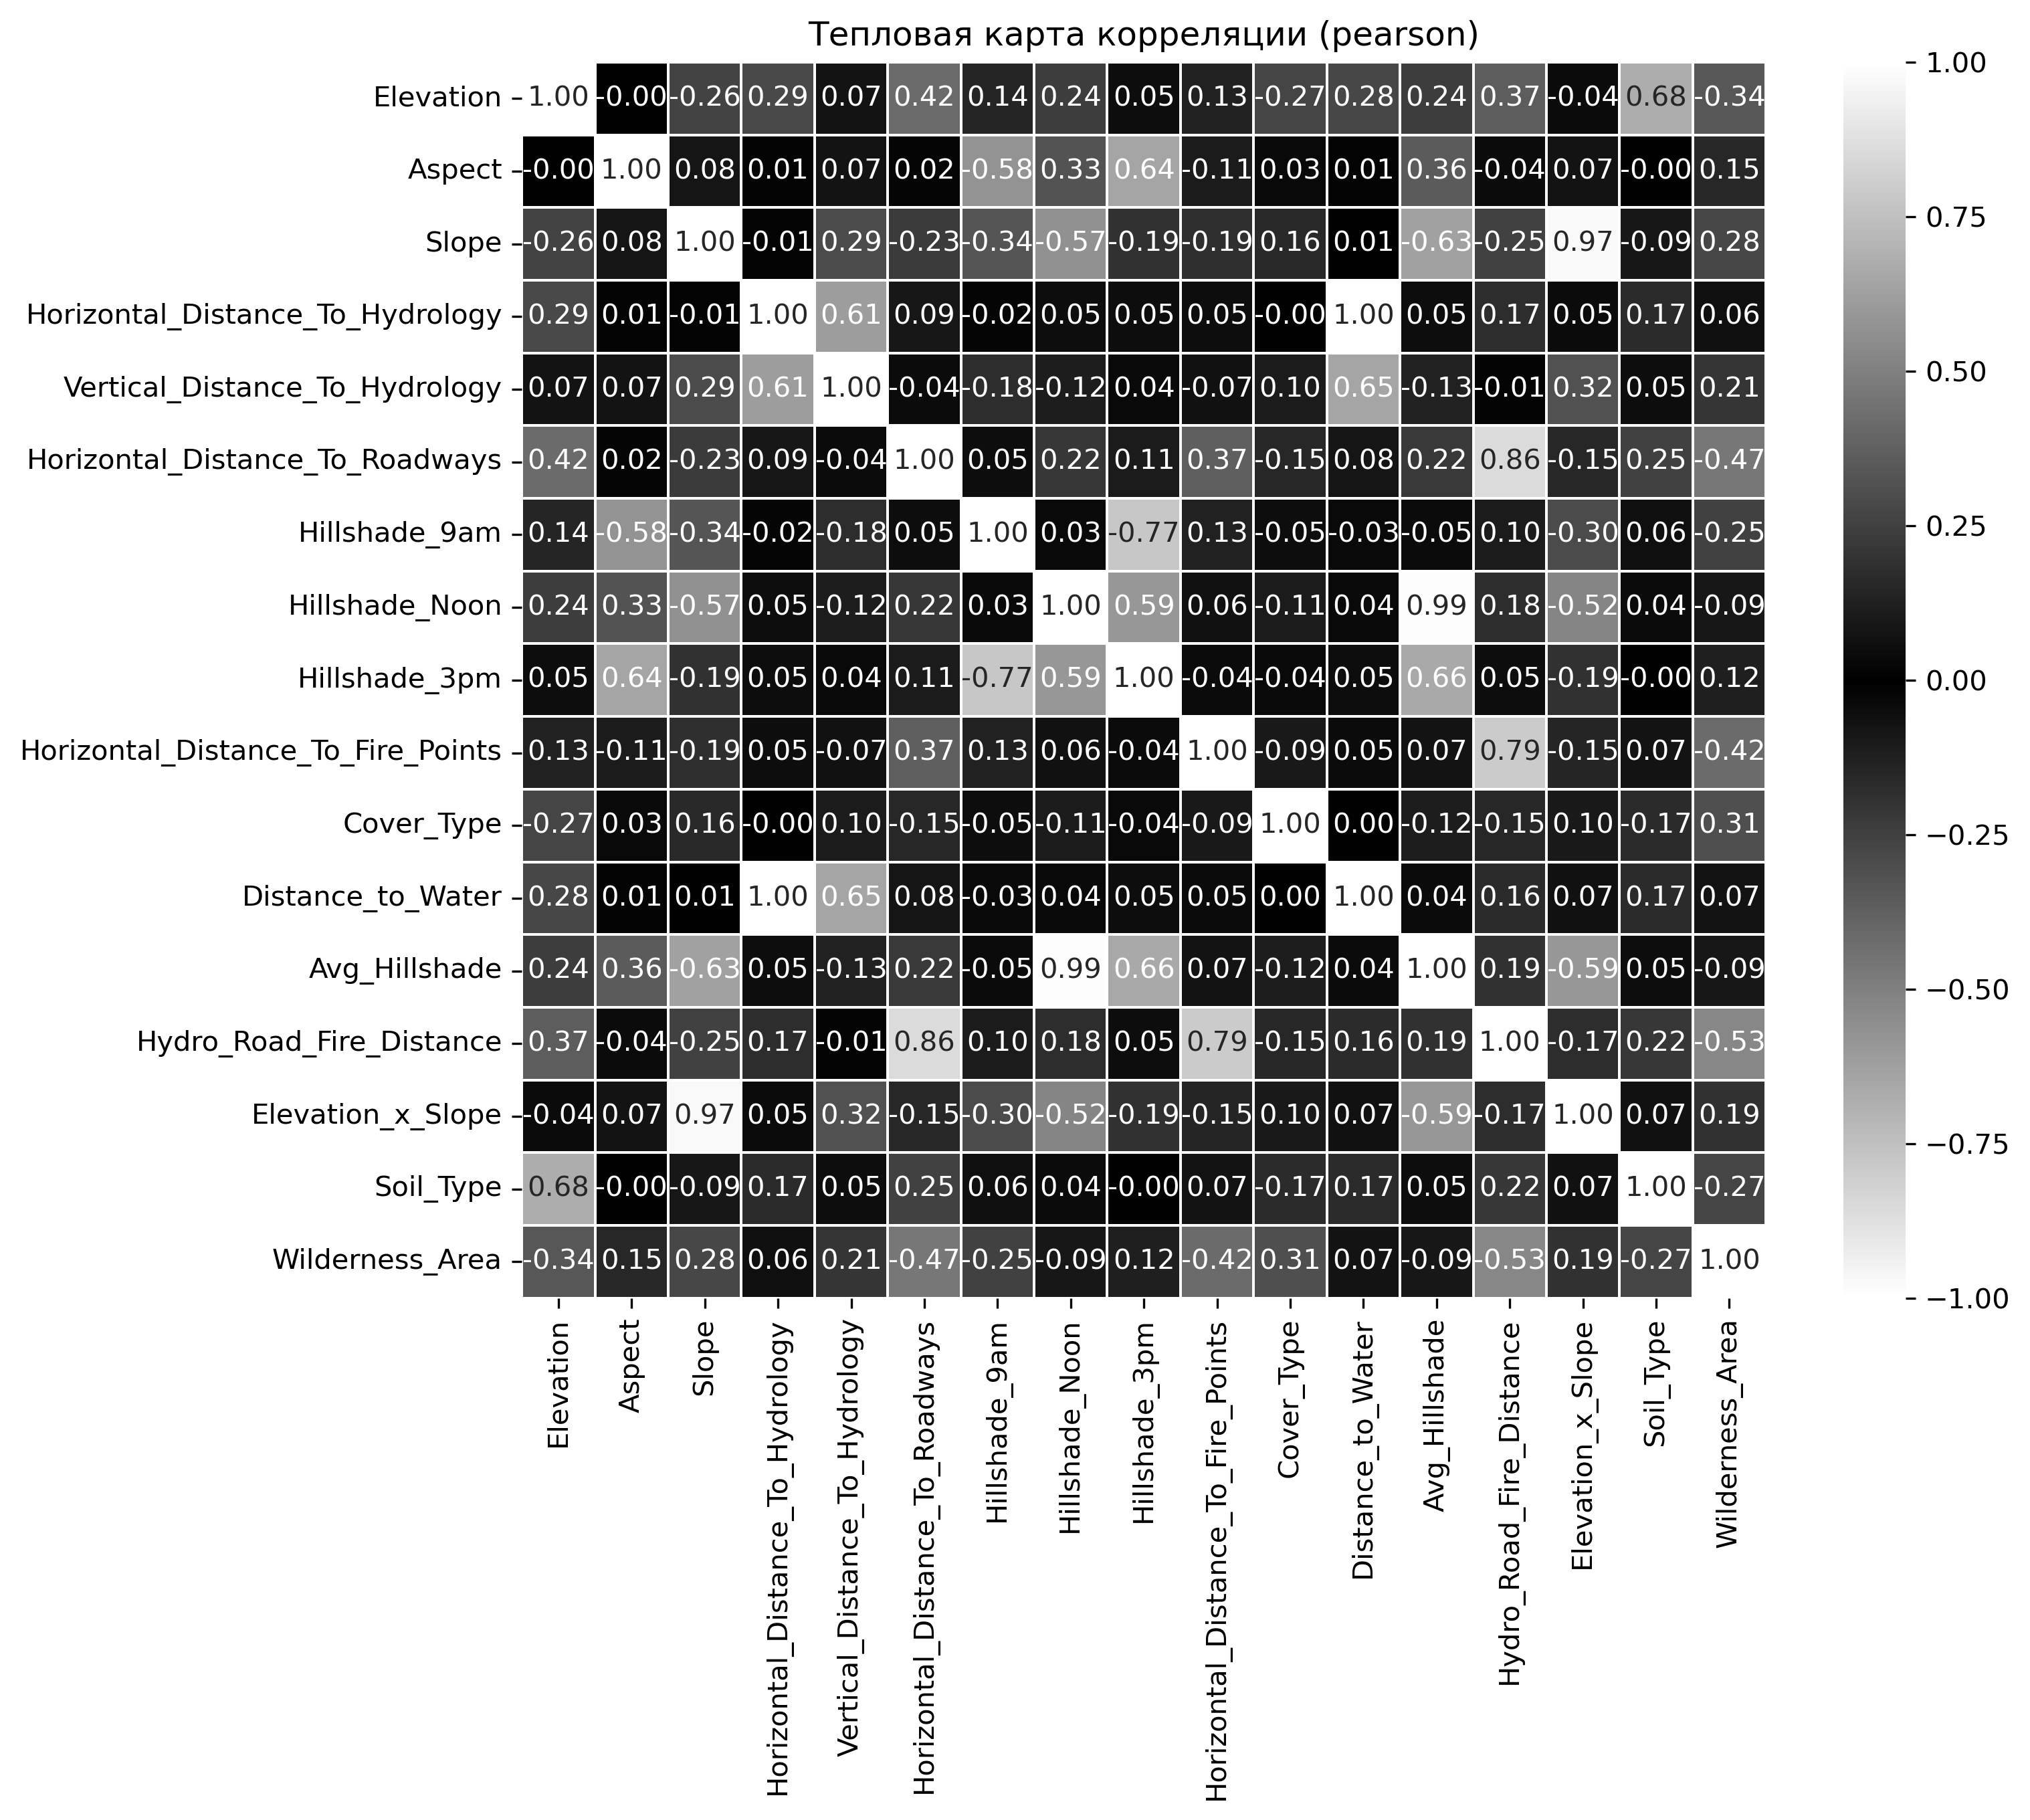 Тепловая карта корреляции (pearson)
Elevation 1.00 -0.00 -0.26 0.29 0.07 0.42 0.14 0.24 0.05 0.13 -0.27 0.28 0.24 0.37 -0.04 0.68 -0.34
Aspect -0.00 1.00 0.08 0.01 0.07 0.02 -0.58 0.33 0.64 -0.11 0.03 0.01 0.36 -0.04 0.07 -0.00 0.15
Slope -0.26 0.08 1.00 -0.01 0.29 -0.23 -0.34 -0.57 -0.19 -0.19 0.16 0.01 -0.63 -0.25 0.97 -0.09 0.28
Horizontal_Distance_To_Hydrology 0.29 0.01 -0.01 1.00 0.61 0.09 -0.02 0.05 0.05 0.05 -0.00 1.00 0.05 0.17 0.05 0.17 0.06
Vertical_Distance_To_Hydrology 0.07 0.07 0.29 0.61 1.00 -0.04 -0.18 -0.12 0.04 -0.07 0.10 0.65 -0.13 -0.01 0.32 0.05 0.21
Horizontal_Distance_To_Roadways 0.42 0.02 -0.23 0.09 -0.04 1.00 0.05 0.22 0.11 0.37 -0.15 0.08 0.22 0.86 -0.15 0.25 -0.47
Hillshade_9am 0.14 -0.58 -0.34 -0.02 -0.18 0.05 1.00 0.03 -0.77 0.13 -0.05 -0.03 -0.05 0.10 -0.30 0.06 -0.25
Hillshade_Noon 0.24 0.33 -0.57 0.05 -0.12 0.22 0.03 1.00 0.59 0.06 -0.11 0.04 0.99 0.18 -0.52 0.04 -0.09
Hillshade_3pm 0.05 0.64 -0.19 0.05 0.04 0.11 -0.77 0.59 1.00 -0.04 -0.04 0.05 0.66 0.05 -0.19 -0.00 0.12
Horizontal_Distance_To_Fire_Points 0.13 -0.11 -0.19 0.05 -0.07 0.37 0.13 0.06 -0.04 1.00 -0.09 0.05 0.07 0.79 -0.15 0.07 -0.42
Cover_Type -0.27 0.03 0.16 -0.00 0.10 -0.15 -0.05 -0.11 -0.04 -0.09 1.00 0.00 -0.12 -0.15 0.10 -0.17 0.31
Distance_to_Water 0.28 0.01 0.01 1.00 0.65 0.08 -0.03 0.04 0.05 0.05 0.00 1.00 0.04 0.16 0.07 0.17 0.07
Avg_Hillshade 0.24 0.36 -0.63 0.05 -0.13 0.22 -0.05 0.99 0.66 0.07 -0.12 0.04 1.00 0.19 -0.59 0.05 -0.09
Hydro_Road_Fire_Distance 0.37 -0.04 -0.25 0.17 -0.01 0.86 0.10 0.18 0.05 0.79 -0.15 0.16 0.19 1.00 -0.17 0.22 -0.53
Elevation_x_Slope -0.04 0.07 0.97 0.05 0.32 -0.15 -0.30 -0.52 -0.19 -0.15 0.10 0.07 -0.59 -0.17 1.00 0.07 0.19
Soil_Type 0.68 -0.00 -0.09 0.17 0.05 0.25 0.06 0.04 -0.00 0.07 -0.17 0.17 0.05 0.22 0.07 1.00 -0.27
Wilderness_Area -0.34 0.15 0.28 0.06 0.21 -0.47 -0.25 -0.09 0.12 -0.42 0.31 0.07 -0.09 -0.53 0.19 -0.27 1.00
Elevation
Aspect
Slope
Horizontal_Distance_To_Hydrology
Vertical_Distance_To_Hydrology
Horizontal_Distance_To_Roadways
Hillshade_9am
Hillshade_Noon
Hillshade_3pm
Horizontal_Distance_To_Fire_Points
Cover_Type
Distance_to_Water
Avg_Hillshade
Hydro_Road_Fire_Distance
Elevation_x_Slope
Soil_Type
Wilderness_Area
1.00
0.75
0.50
0.25
0.00
−0.25
−0.50
−0.75
−1.00